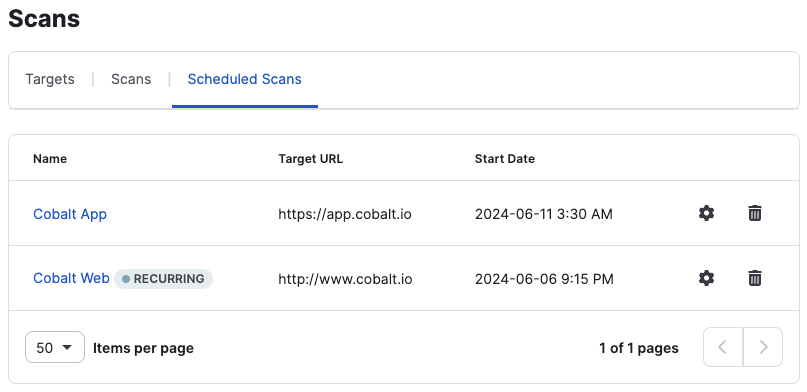 Scans
Targets | Scans | Scheduled Scans
Name Target URL Start Date
Cobalt App https://app.cobalt.io 2024-06-11 3:30 AM
Cobalt Web RECURRING http://www.cobalt.io 2024-06-06 9:15 PM
50 Items per page 1 of 1 pages